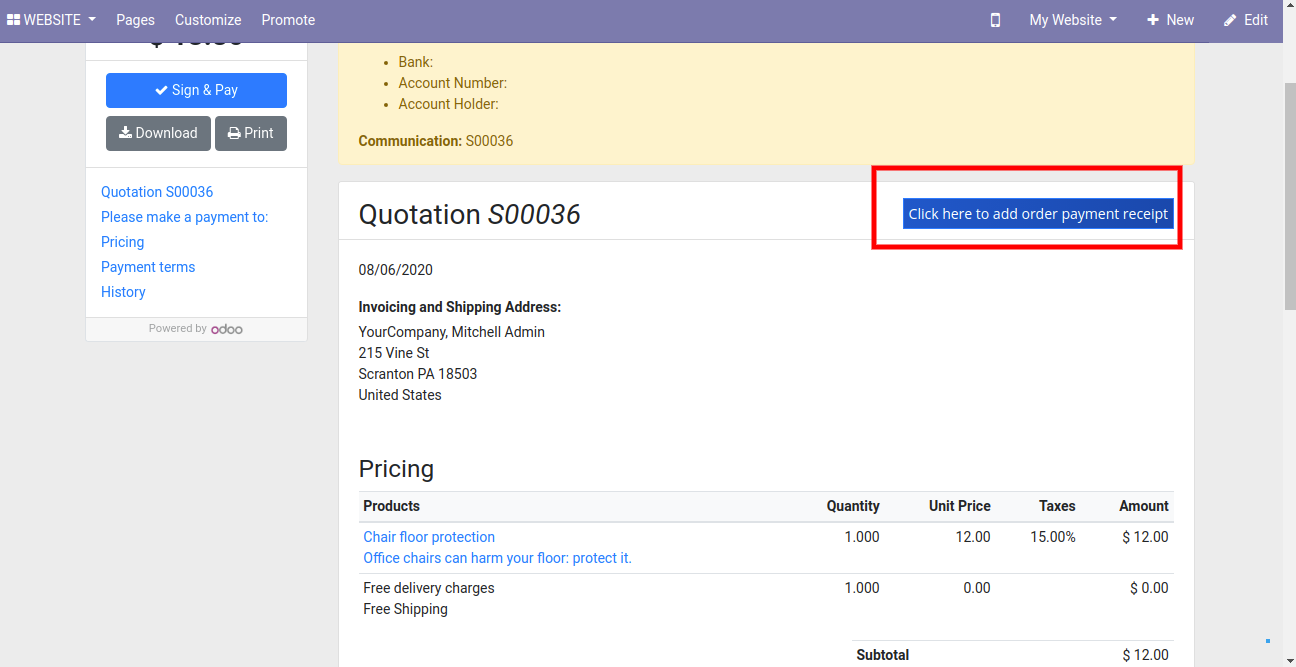 WEBSITE Pages Customize Promote My Website New Edit
Sign & Pay
Download Print
Quotation S00036
Please make a payment to:
Pricing
Payment terms
History
Powered by odoo
Bank:
Account Number:
Account Holder:
Communication: S00036
Quotation S00036
Click here to add order payment receipt
08/06/2020
Invoicing and Shipping Address:
YourCompany, Mitchell Admin
215 Vine St
Scranton PA 18503
United States
Pricing
Products Quantity Unit Price Taxes Amount
Chair floor protection 1.000 12.00 15.00% $ 12.00
Office chairs can harm your floor: protect it.
Free delivery charges 1.000 0.00 $ 0.00
Free Shipping
Subtotal $ 12.00